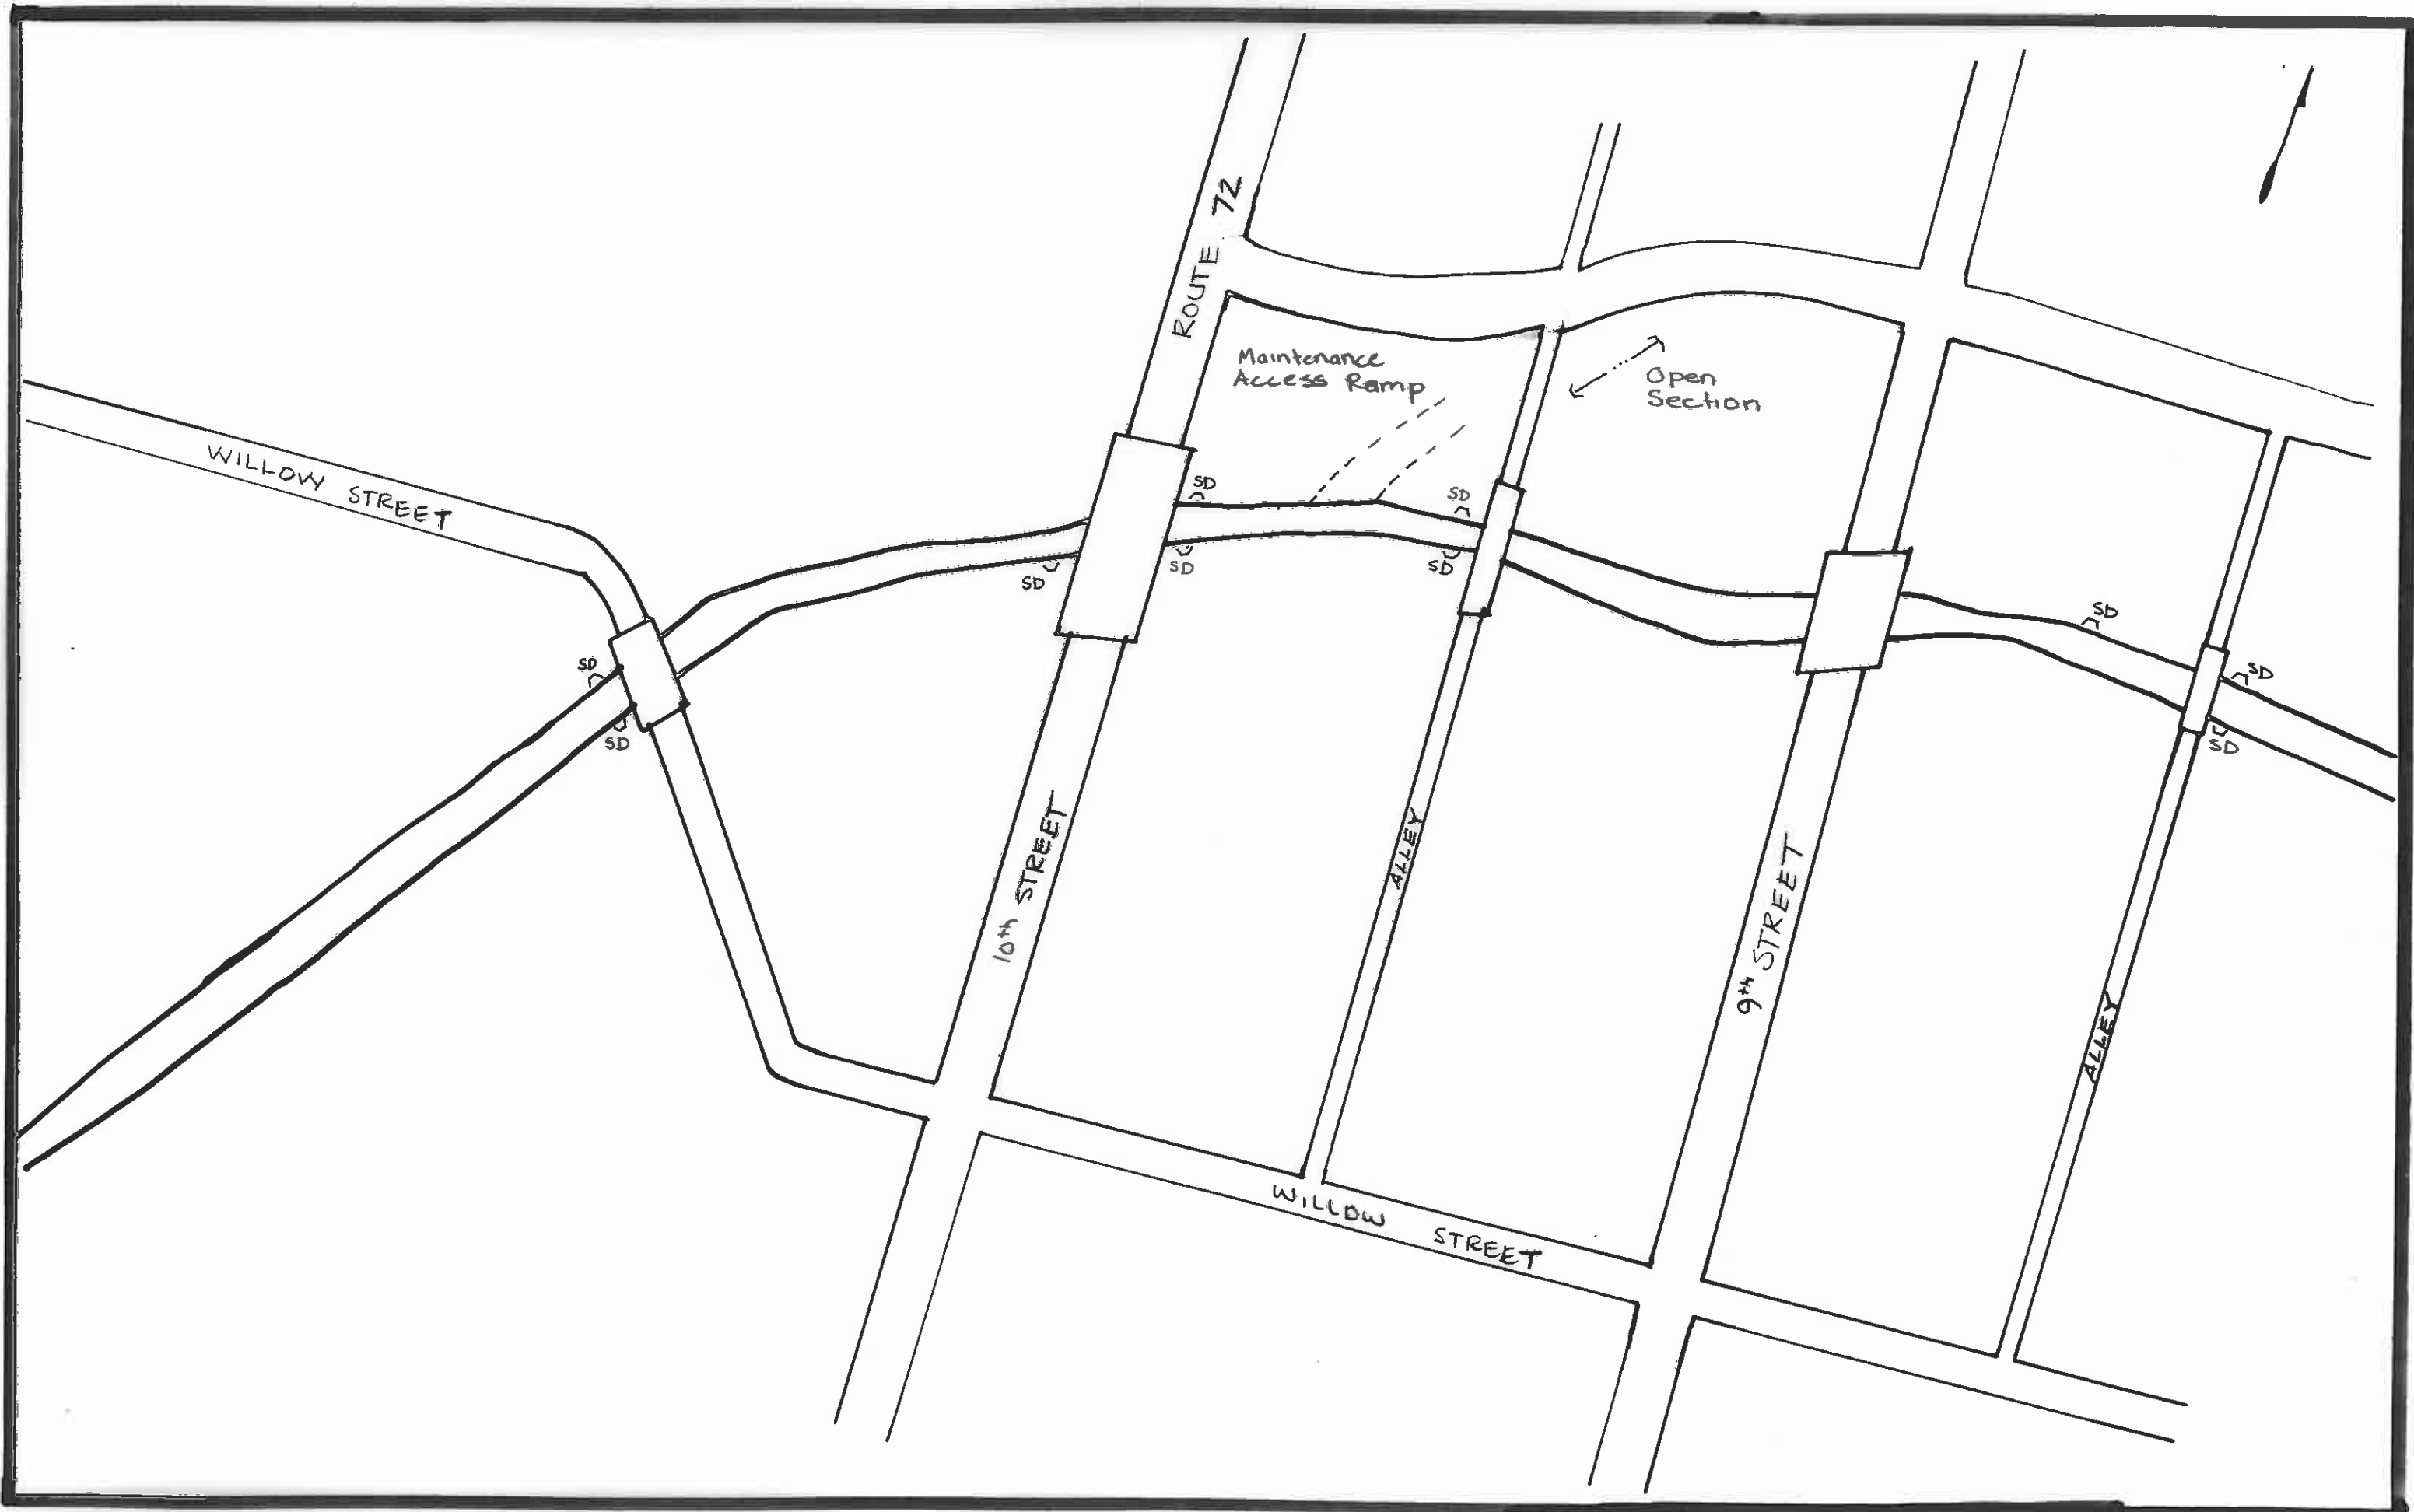 ROUTE 72
Maintenance
Access Ramp
Open
Section
WILLOW STREET
SD
SD
SD
SD
SD
SD
SD
SD
SD
SD
SD
10th STREET
ALLEY
9th STREET
ALLEY
WILLOW STREET